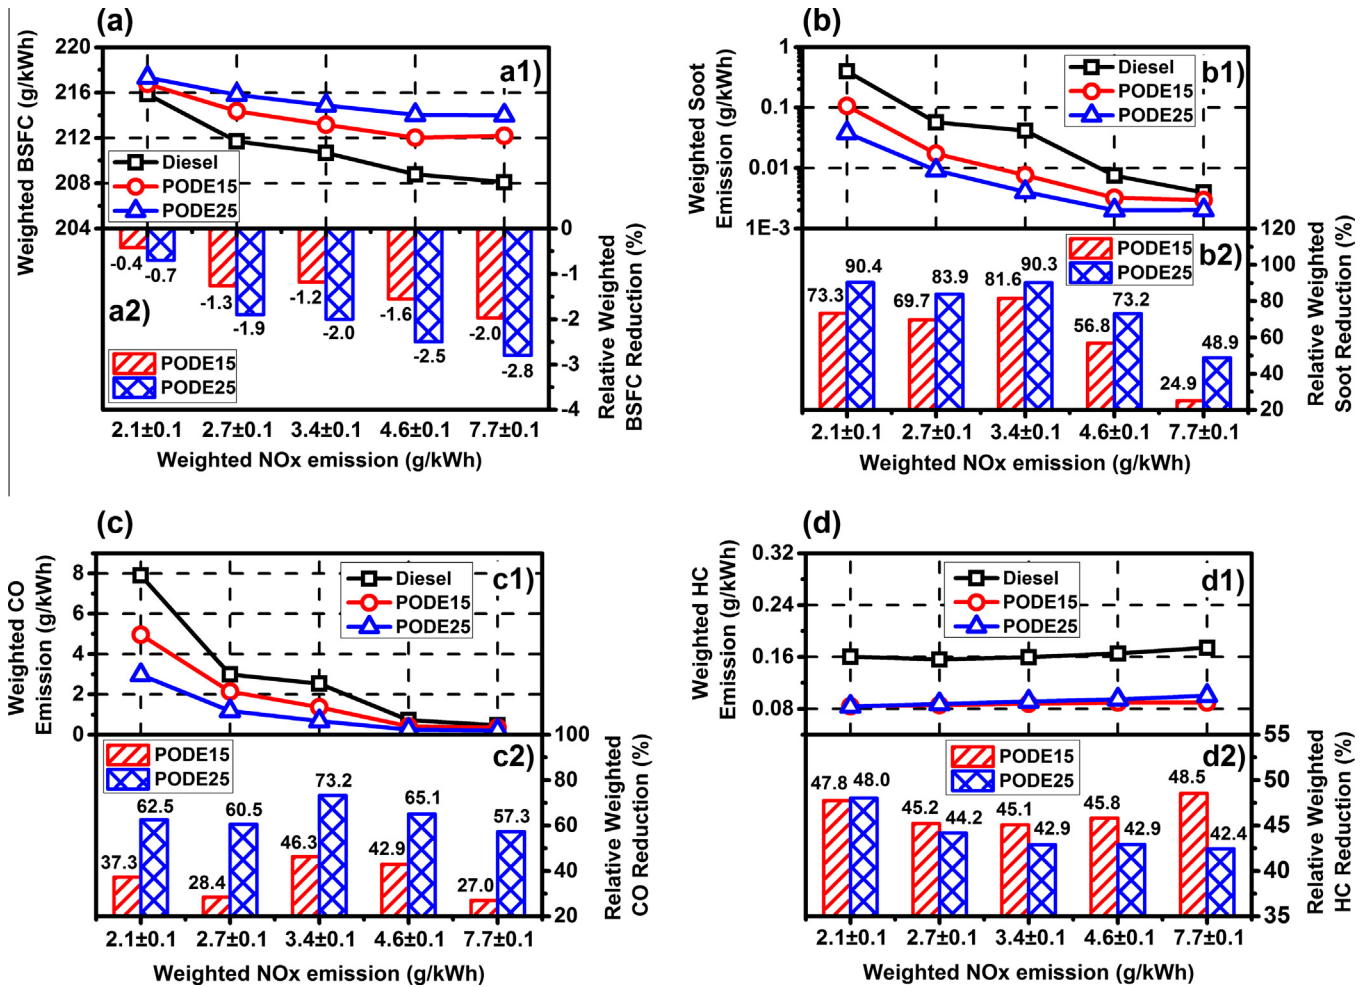 (a)
Weighted BSFC (g/kWh)
220
216
212
208
204
a1)
Diesel
PODE15
PODE25
0
-1
-2
-3
-4
Relative Weighted
BSFC Reduction (%)
-0.4
-0.7
-1.3
-1.9
-1.2
-2.0
-1.6
-2.5
-2.0
-2.8
a2)
PODE15
PODE25
2.1±0.1 2.7±0.1 3.4±0.1 4.6±0.1 7.7±0.1
Weighted NOx emission (g/kWh)
(b)
Weighted Soot
Emission (g/kWh)
1
0.1
0.01
1E-3
b1)
Diesel
PODE15
PODE25
120
100
80
60
40
20
Relative Weighted
Soot Reduction (%)
b2)
PODE15
PODE25
73.3
90.4
69.7
83.9
81.6
90.3
56.8
73.2
24.9
48.9
2.1±0.1 2.7±0.1 3.4±0.1 4.6±0.1 7.7±0.1
Weighted NOx emission (g/kWh)
(c)
Weighted CO
Emission (g/kWh)
8
6
4
2
0
c1)
Diesel
PODE15
PODE25
100
80
60
40
20
Relative Weighted
CO Reduction (%)
c2)
PODE15
PODE25
37.3
62.5
28.4
60.5
46.3
73.2
42.9
65.1
27.0
57.3
2.1±0.1 2.7±0.1 3.4±0.1 4.6±0.1 7.7±0.1
Weighted NOx emission (g/kWh)
(d)
Weighted HC
Emission (g/kWh)
0.32
0.24
0.16
0.08
d1)
Diesel
PODE15
PODE25
55
50
45
40
35
Relative Weighted
HC Reduction (%)
d2)
PODE15
PODE25
47.8
48.0
45.2
44.2
45.1
42.9
45.8
42.9
48.5
42.4
2.1±0.1 2.7±0.1 3.4±0.1 4.6±0.1 7.7±0.1
Weighted NOx emission (g/kWh)